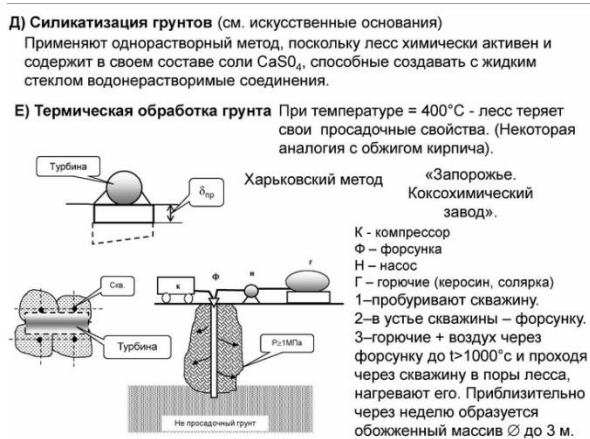 Д) Силикатизация грунтов (см. искусственные основания)
Применяют однорастворный метод, поскольку лесс химически активен и
содержит в своем составе соли CaS0₄, способные создавать с жидким
стеклом водонерастворимые соединения.
Е) Термическая обработка грунта При температуре = 400°С - лесс теряет
свои просадочные свойства. (Некоторая
аналогия с обжигом кирпича).
Турбина
δпр
Харьковский метод
«Запорожье.
Коксохимический
завод».
К - компрессор
Ф – форсунка
Н – насос
Г – горючие (керосин, солярка)
1–пробуривают скважину.
2–в устье скважины – форсунку.
3–горючие + воздух через
форсунку до t>1000°с и проходя
через скважину в поры лесса,
нагревают его. Приблизительно
через неделю образуется
обожженный массив ∅ до 3 м.
Скв.
Турбина
к
Ф
н
г
Р≥1МПа
Не просадочный грунт